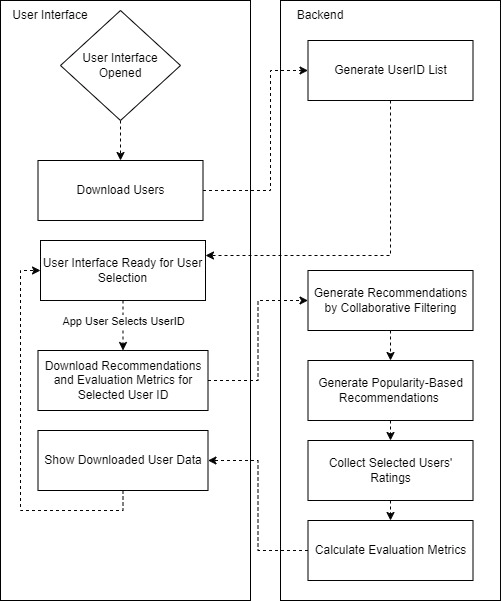 User Interface
Backend
User Interface
Opened
Generate UserID List
Download Users
User Interface Ready for User
Selection
App User Selects UserID
Generate Recommendations
by Collaborative Filtering
Download Recommendations
and Evaluation Metrics for
Selected User ID
Generate Popularity-Based
Recommendations
Show Downloaded User Data
Collect Selected Users'
Ratings
Calculate Evaluation Metrics